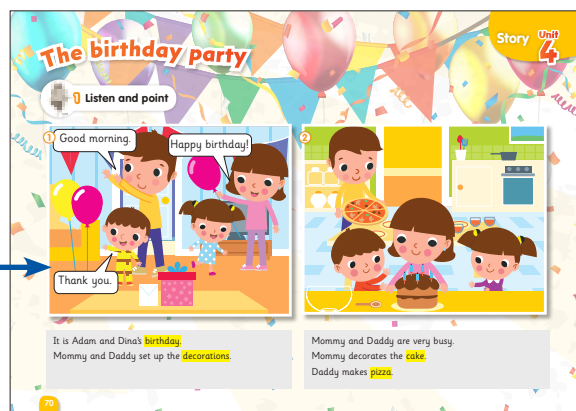 The birthday party
Story
Unit
4
1 Listen and point
1
Good morning.
Happy birthday!
Thank you.
2
It is Adam and Dina's birthday.
Mommy and Daddy set up the decorations.
Mommy and Daddy are very busy.
Mommy decorates the cake.
Daddy makes pizza.
70